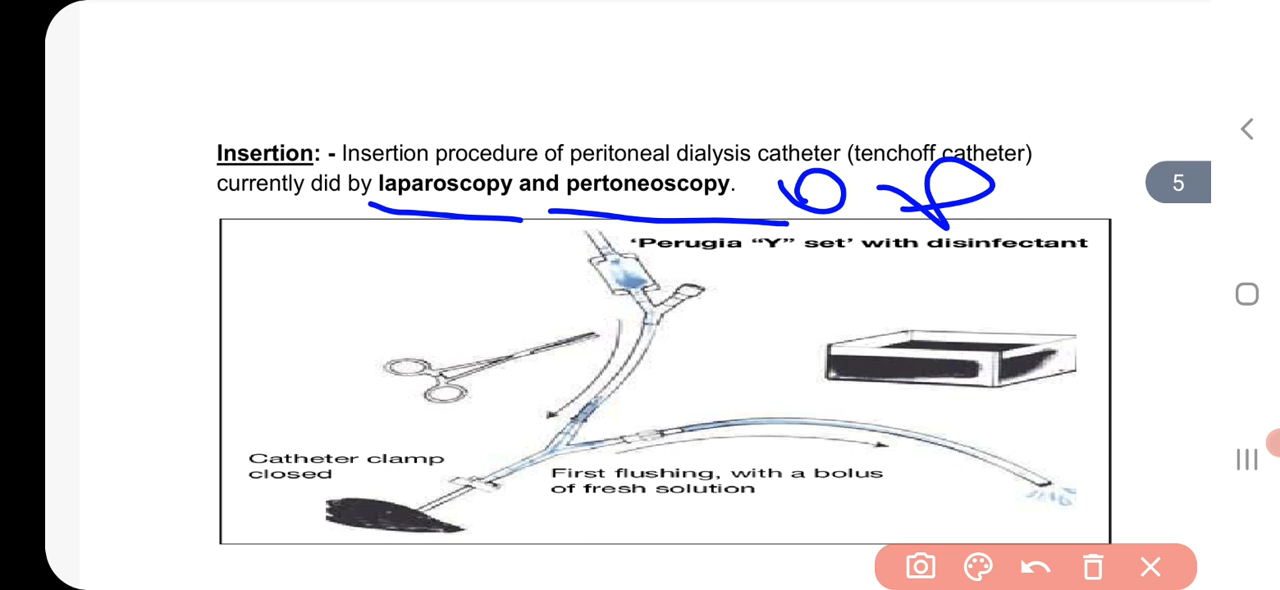 Insertion: - Insertion procedure of peritoneal dialysis catheter (tenchoff catheter)
currently did by laparoscopy and pertoneoscopy.
5
‘Perugia “Y” set’ with disinfectant
Catheter clamp
closed
First flushing, with a bolus
of fresh solution